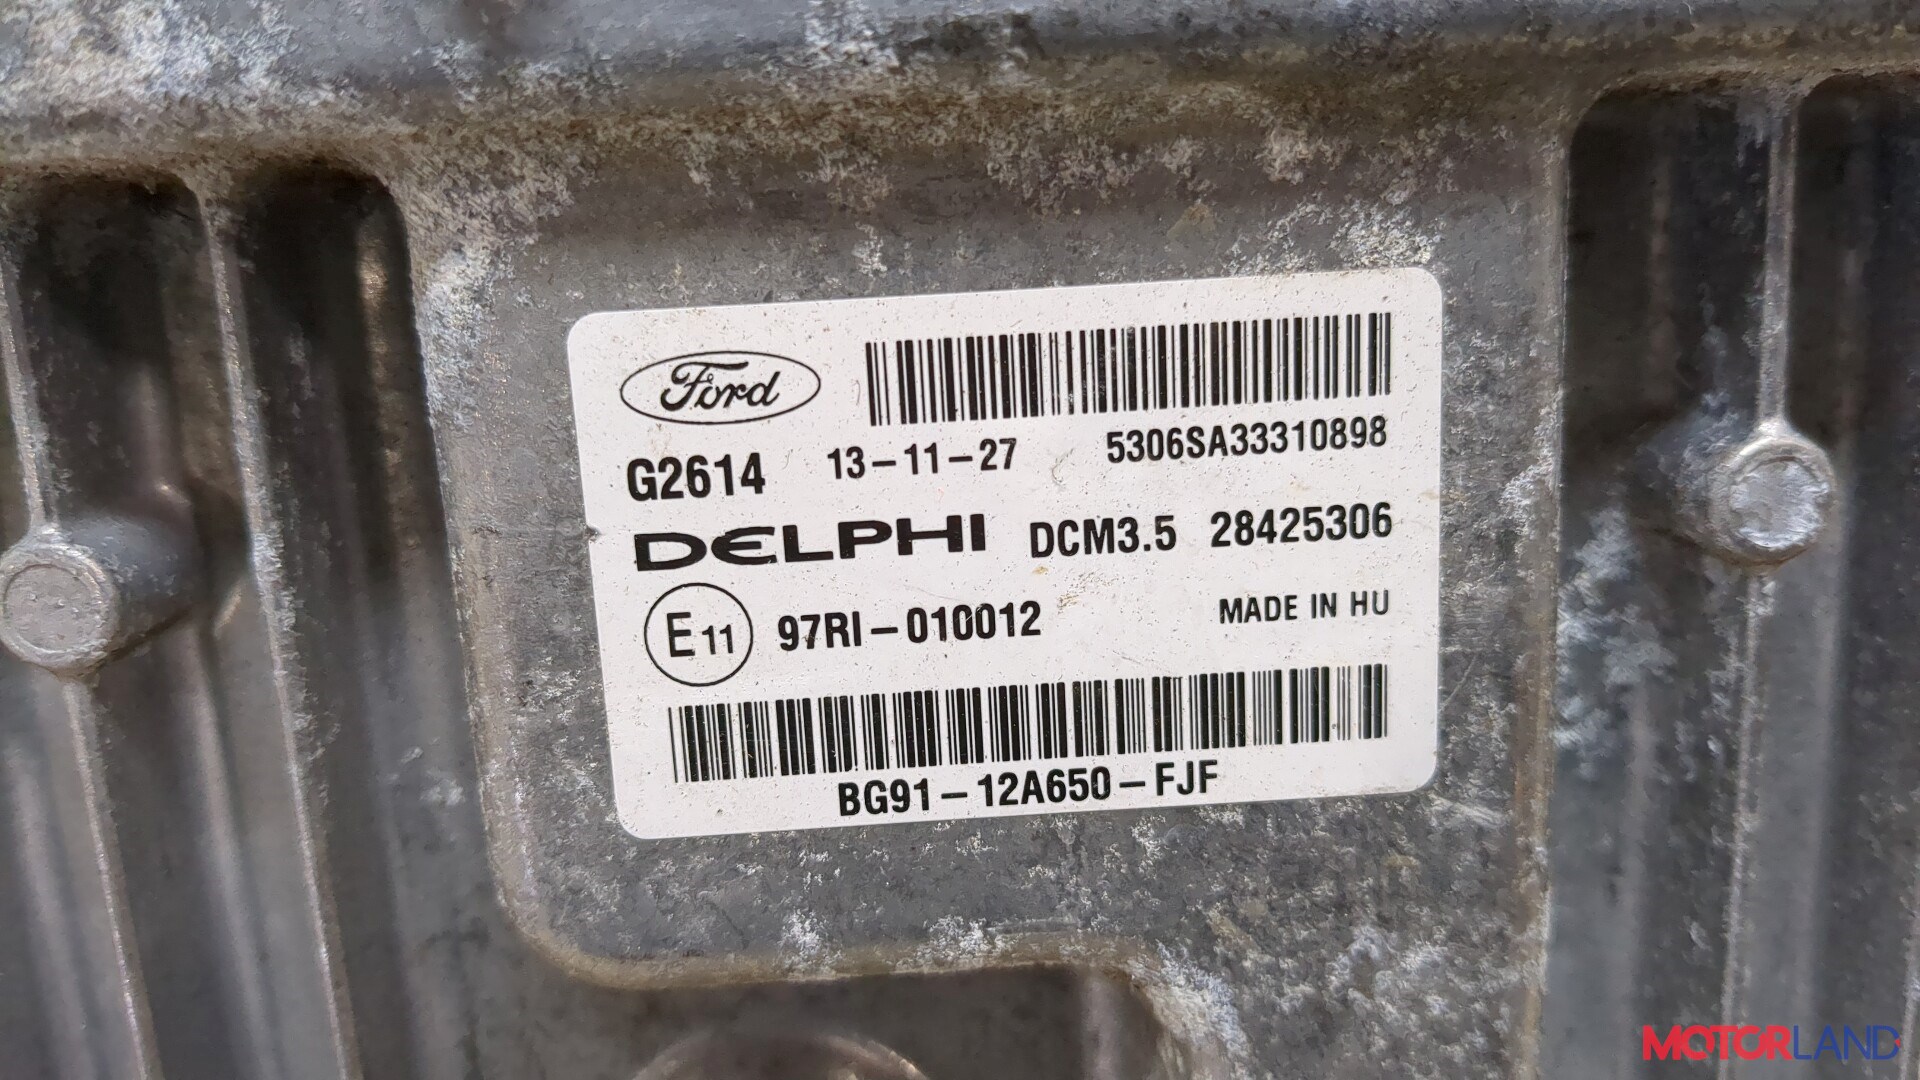 Ford
G2614 13-11-27 5306SA33310898
DELPHI DCM3.5 28425306
E11 97RI-010012 MADE IN HU
BG91-12A650-FJF
MOTORLAND